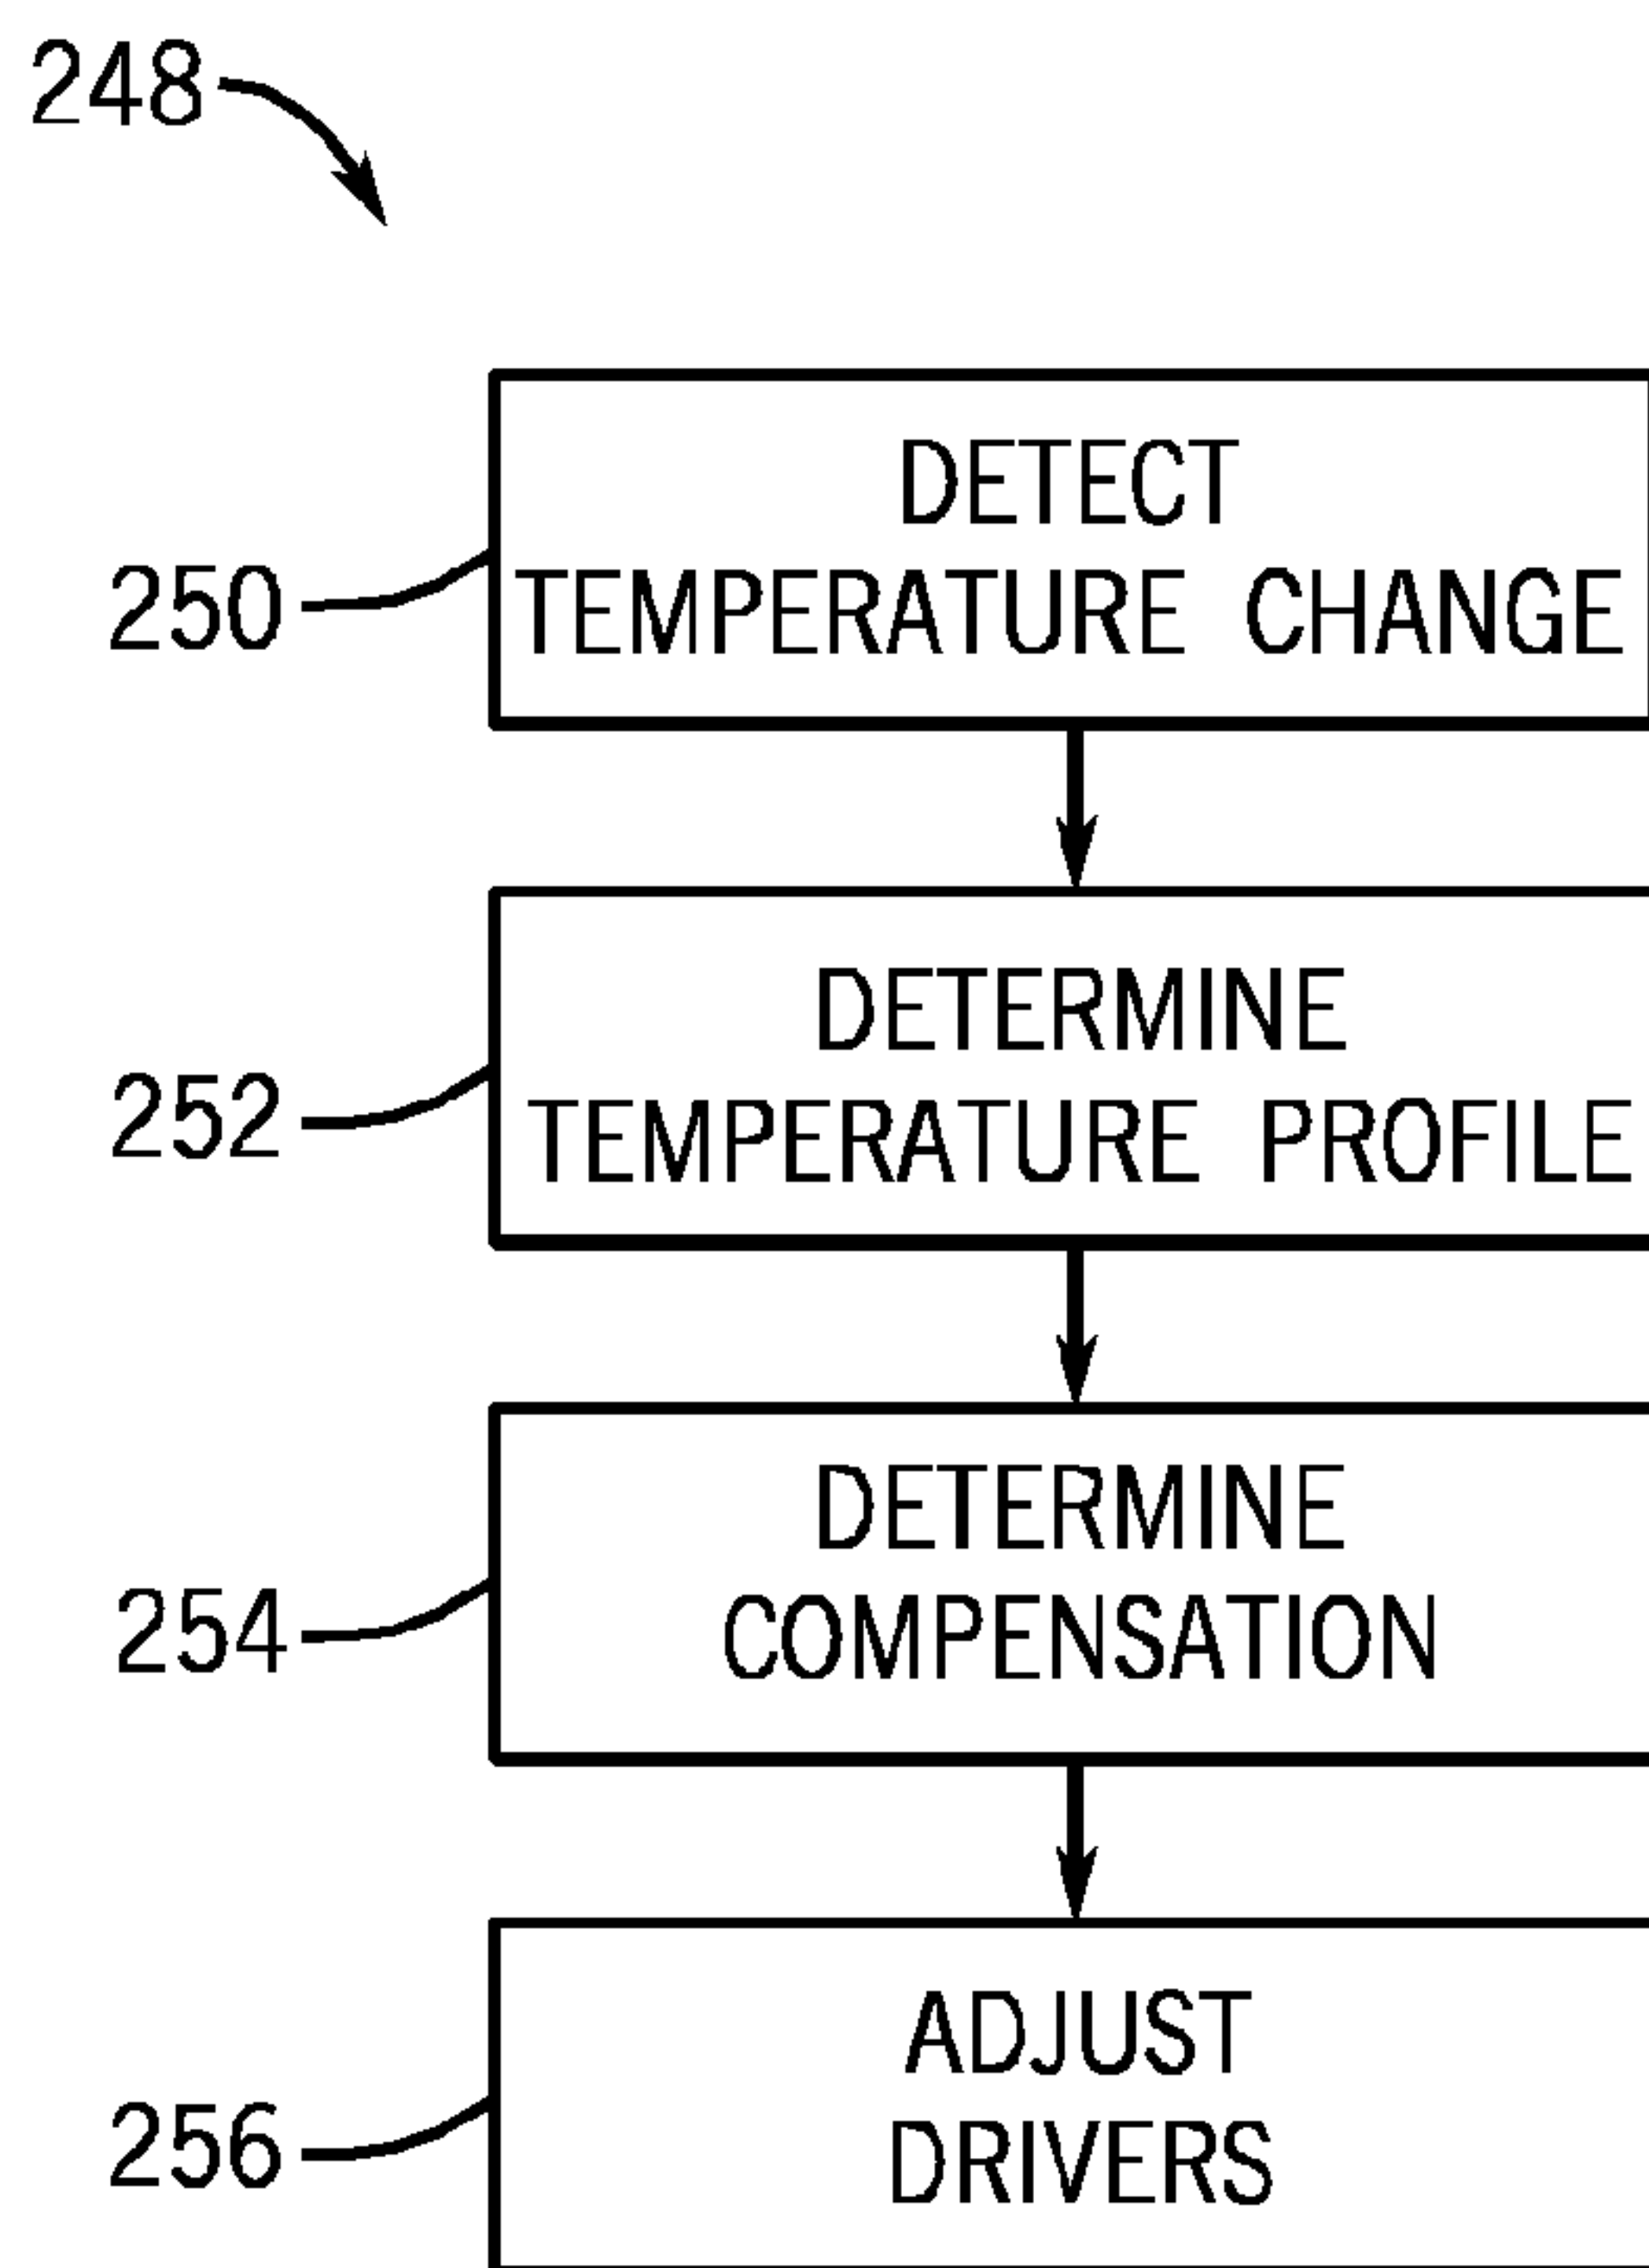 248
DETECT
TEMPERATURE CHANGE
250
DETERMINE
TEMPERATURE PROFILE
252
DETERMINE
COMPENSATION
254
ADJUST
DRIVERS
256